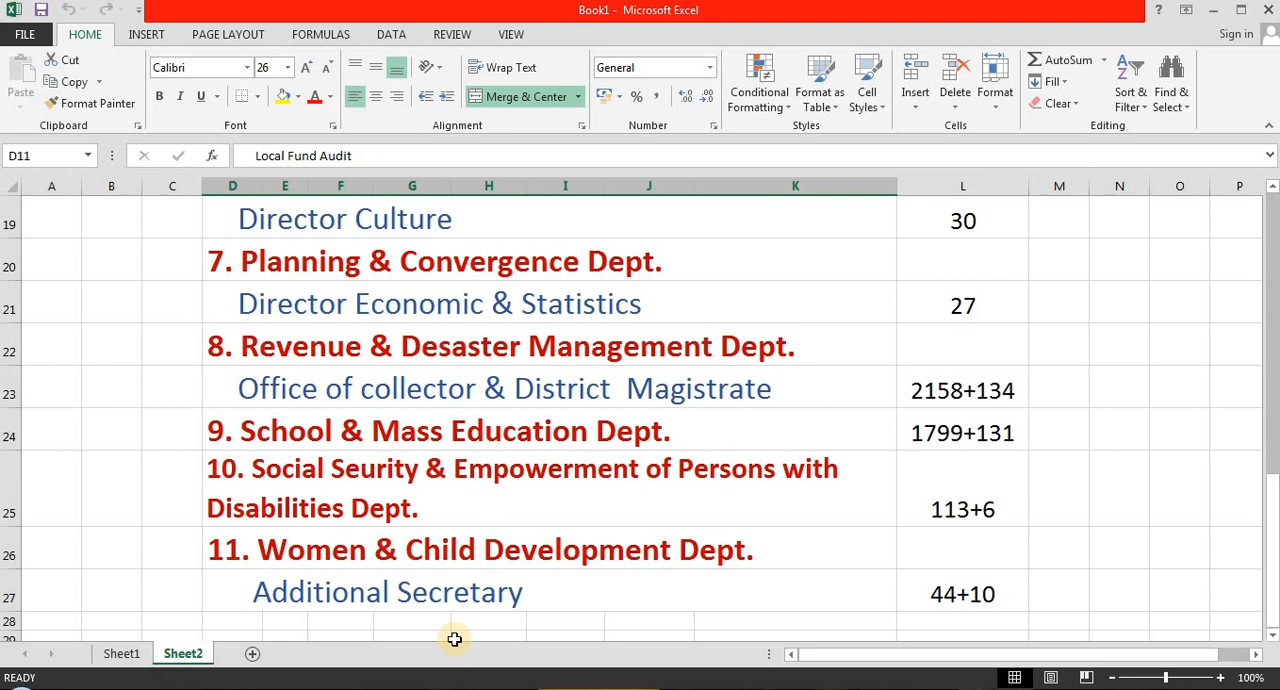 Book1 - Microsoft Excel
FILE HOME INSERT PAGE LAYOUT FORMULAS DATA REVIEW VIEW Sign in
Paste Cut Copy Format Painter Clipboard
Calibri 26 B I U A Font
Wrap Text Merge & Center Alignment
General % , Number
Conditional Formatting Format as Table Cell Styles Styles
Insert Delete Format Cells
AutoSum Fill Clear Sort & Filter Find & Select Editing
D11 fx Local Fund Audit
A B C D E F G H I J K L M N O P
19 Director Culture 30
20 7. Planning & Convergence Dept.
21 Director Economic & Statistics 27
22 8. Revenue & Desaster Management Dept.
23 Office of collector & District Magistrate 2158+134
24 9. School & Mass Education Dept. 1799+131
10. Social Seurity & Empowerment of Persons with
25 Disabilities Dept. 113+6
26 11. Women & Child Development Dept.
27 Additional Secretary 44+10
28
29
Sheet1 Sheet2
READY 100%